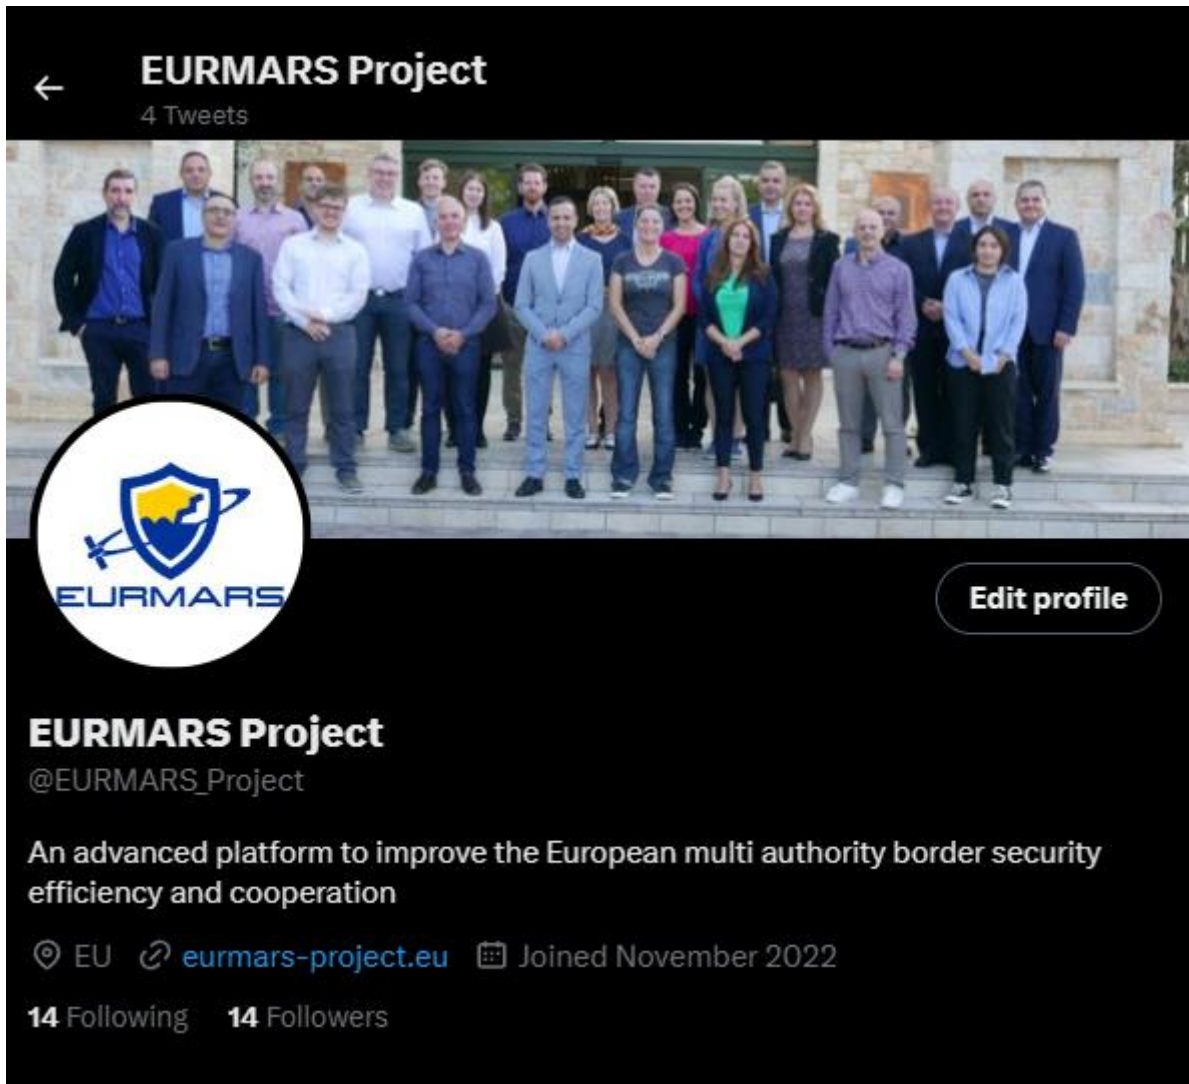 EURMARS Project
4 Tweets
EURMARS
Edit profile
EURMARS Project
@EURMARS_Project
An advanced platform to improve the European multi authority border security
efficiency and cooperation
EU eurmars-project.eu Joined November 2022
14 Following 14 Followers